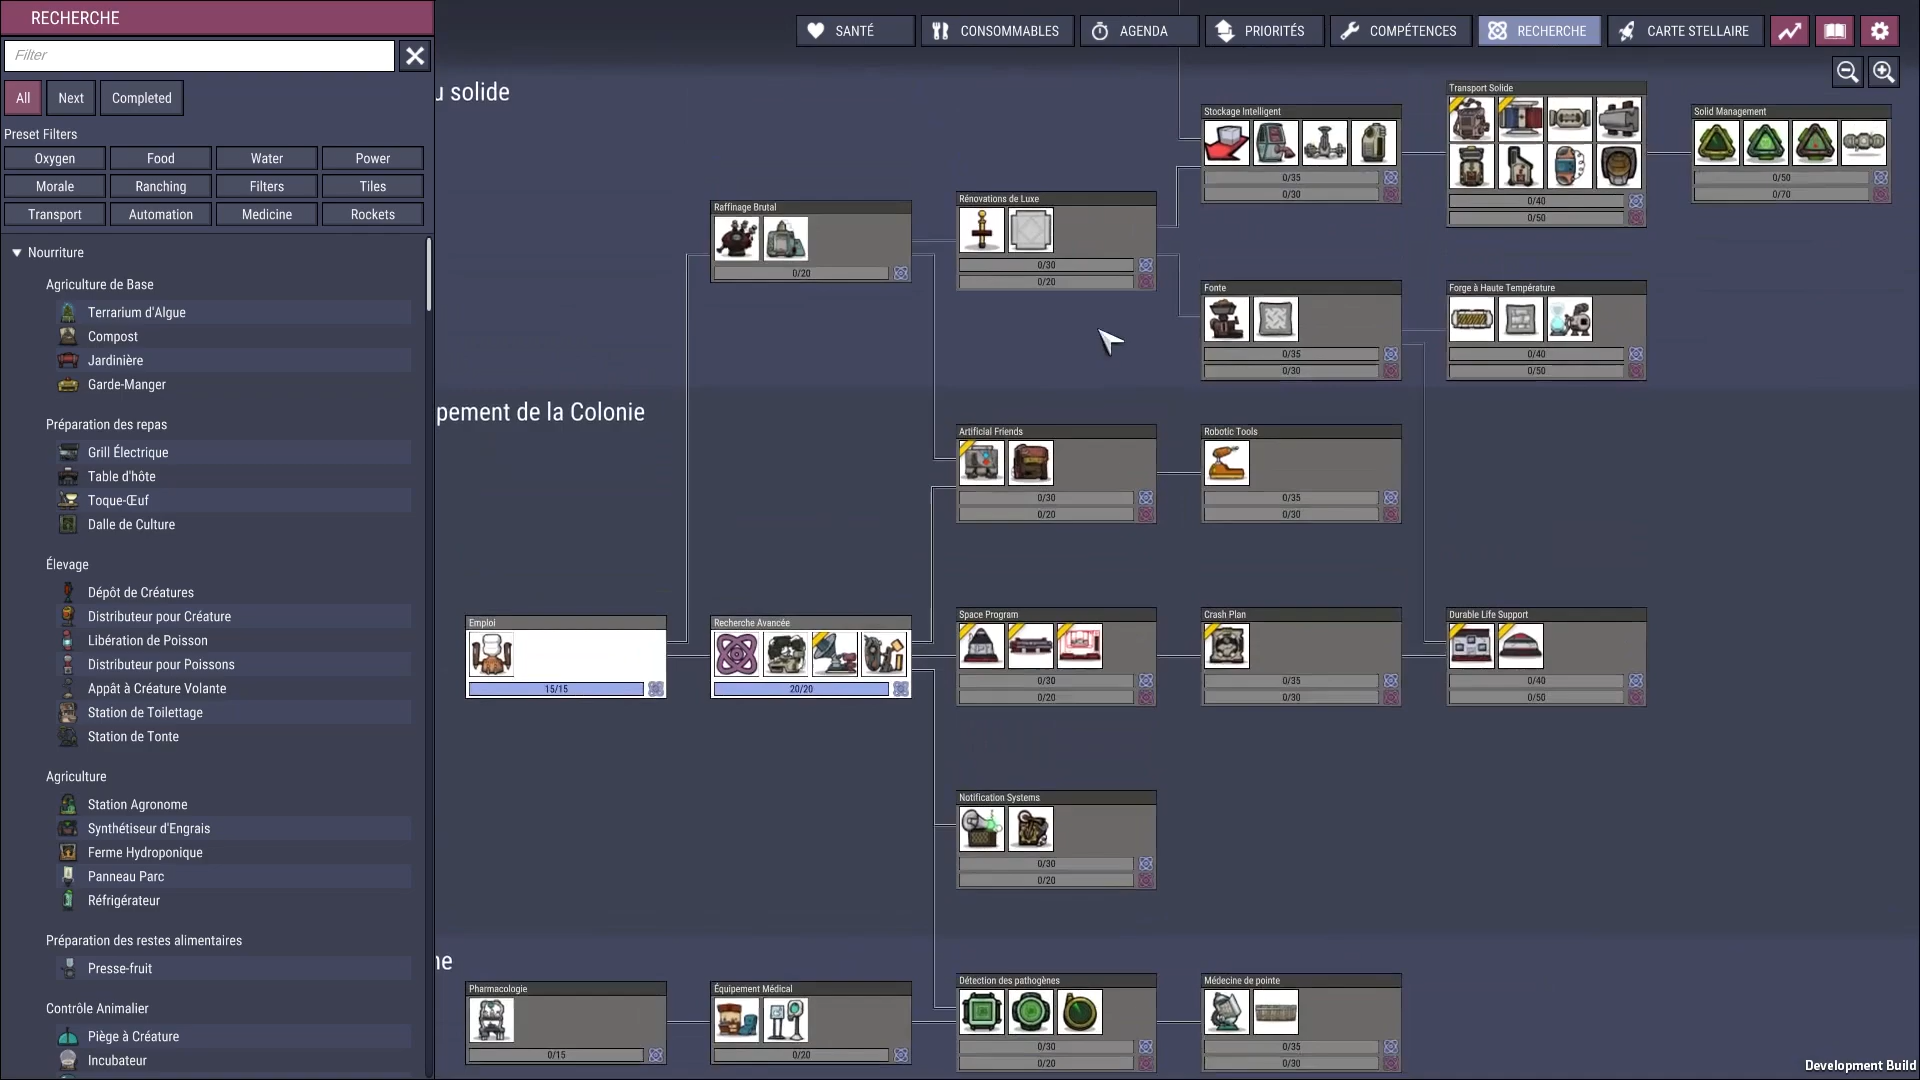 RECHERCHE
SANTÉ
CONSOMMABLES
AGENDA
PRIORITÉS
COMPÉTENCES
RECHERCHE
CARTE STELLAIRE
Filter
All
Next
Completed
Preset Filters
Oxygen
Food
Water
Power
Morale
Ranching
Filters
Tiles
Transport
Automation
Medicine
Rockets
Nourriture
Agriculture de Base
Terrarium d'Algue
Compost
Jardinière
Garde-Manger
Préparation des repas
Grill Électrique
Table d'hôte
Toque-Œuf
Dalle de Culture
Élevage
Dépôt de Créatures
Distributeur pour Créature
Libération de Poisson
Distributeur pour Poissons
Appât à Créature Volante
Station de Toilettage
Station de Tonte
Agriculture
Station Agronome
Synthétiseur d'Engrais
Ferme Hydroponique
Panneau Parc
Réfrigérateur
Préparation des restes alimentaires
Presse-fruit
Contrôle Animalier
Piège à Créature
Incubateur
u solide
Stockage Intelligent
0/35
0/30
Transport Solide
0/40
0/50
Solid Management
0/50
0/70
Raffinage Brutal
0/20
Rénovations de Luxe
0/30
0/20
Fonte
0/35
0/30
Forge à Haute Température
0/40
0/50
pement de la Colonie
Artificial Friends
0/30
0/20
Robotic Tools
0/35
0/30
Emploi
15/15
Recherche Avancée
20/20
Space Program
0/30
0/20
Crash Plan
0/35
0/30
Durable Life Support
0/40
0/50
Notification Systems
0/30
0/20
ne
Pharmacologie
0/15
Équipement Médical
0/20
Détection des pathogènes
0/30
0/20
Médecine de pointe
0/35
0/30
Development Build